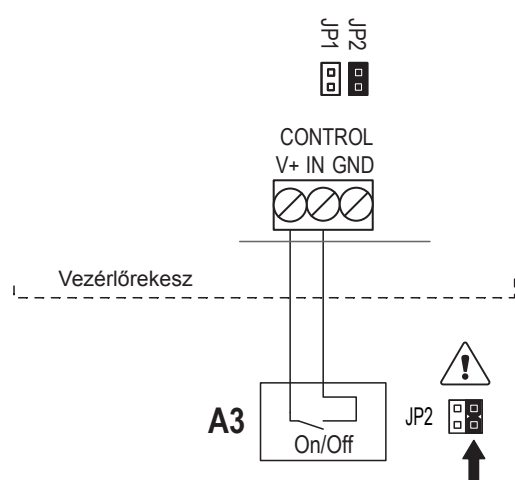 JP1 JP2
CONTROL
V+ IN GND
Vezérlőrekesz
A3
On/Off
JP2